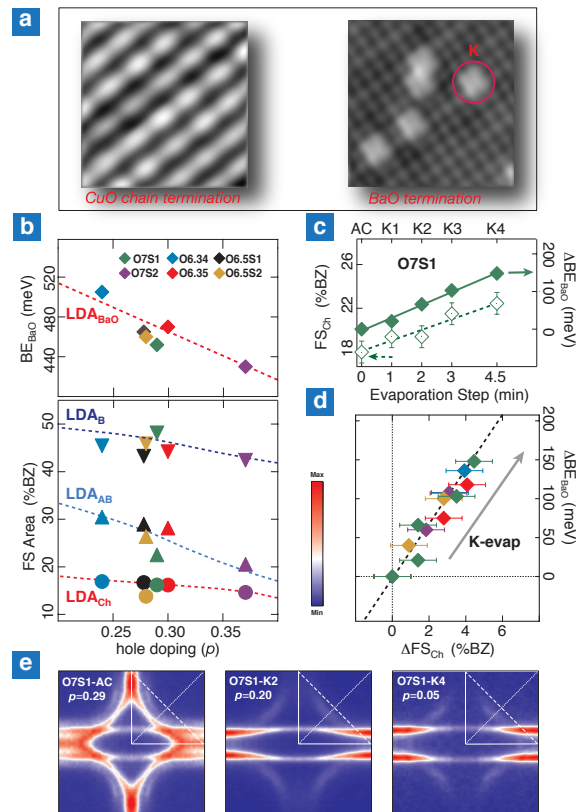 a
K
CuO chain termination
BaO termination
b
O7S1 O6.34 O6.5S1
O7S2 O6.35 O6.5S2
BE_BaO (meV)
520
480
440
LDA_BaO
FS Area (%BZ)
50
40
30
20
10
LDA_B
LDA_AB
LDA_Ch
0.25 0.30 0.35
hole doping (p)
Max
Min
c
AC K1 K2 K3 K4
O7S1
FS_Ch (%BZ)
26
22
18
ΔBE_BaO (meV)
200
100
0
0 1 2 3 4.5
Evaporation Step (min)
d
ΔBE_BaO (meV)
200
150
100
50
0
K-evap
0 2 4 6
ΔFS_Ch (%BZ)
e
O7S1-AC
p=0.29
O7S1-K2
p=0.20
O7S1-K4
p=0.05